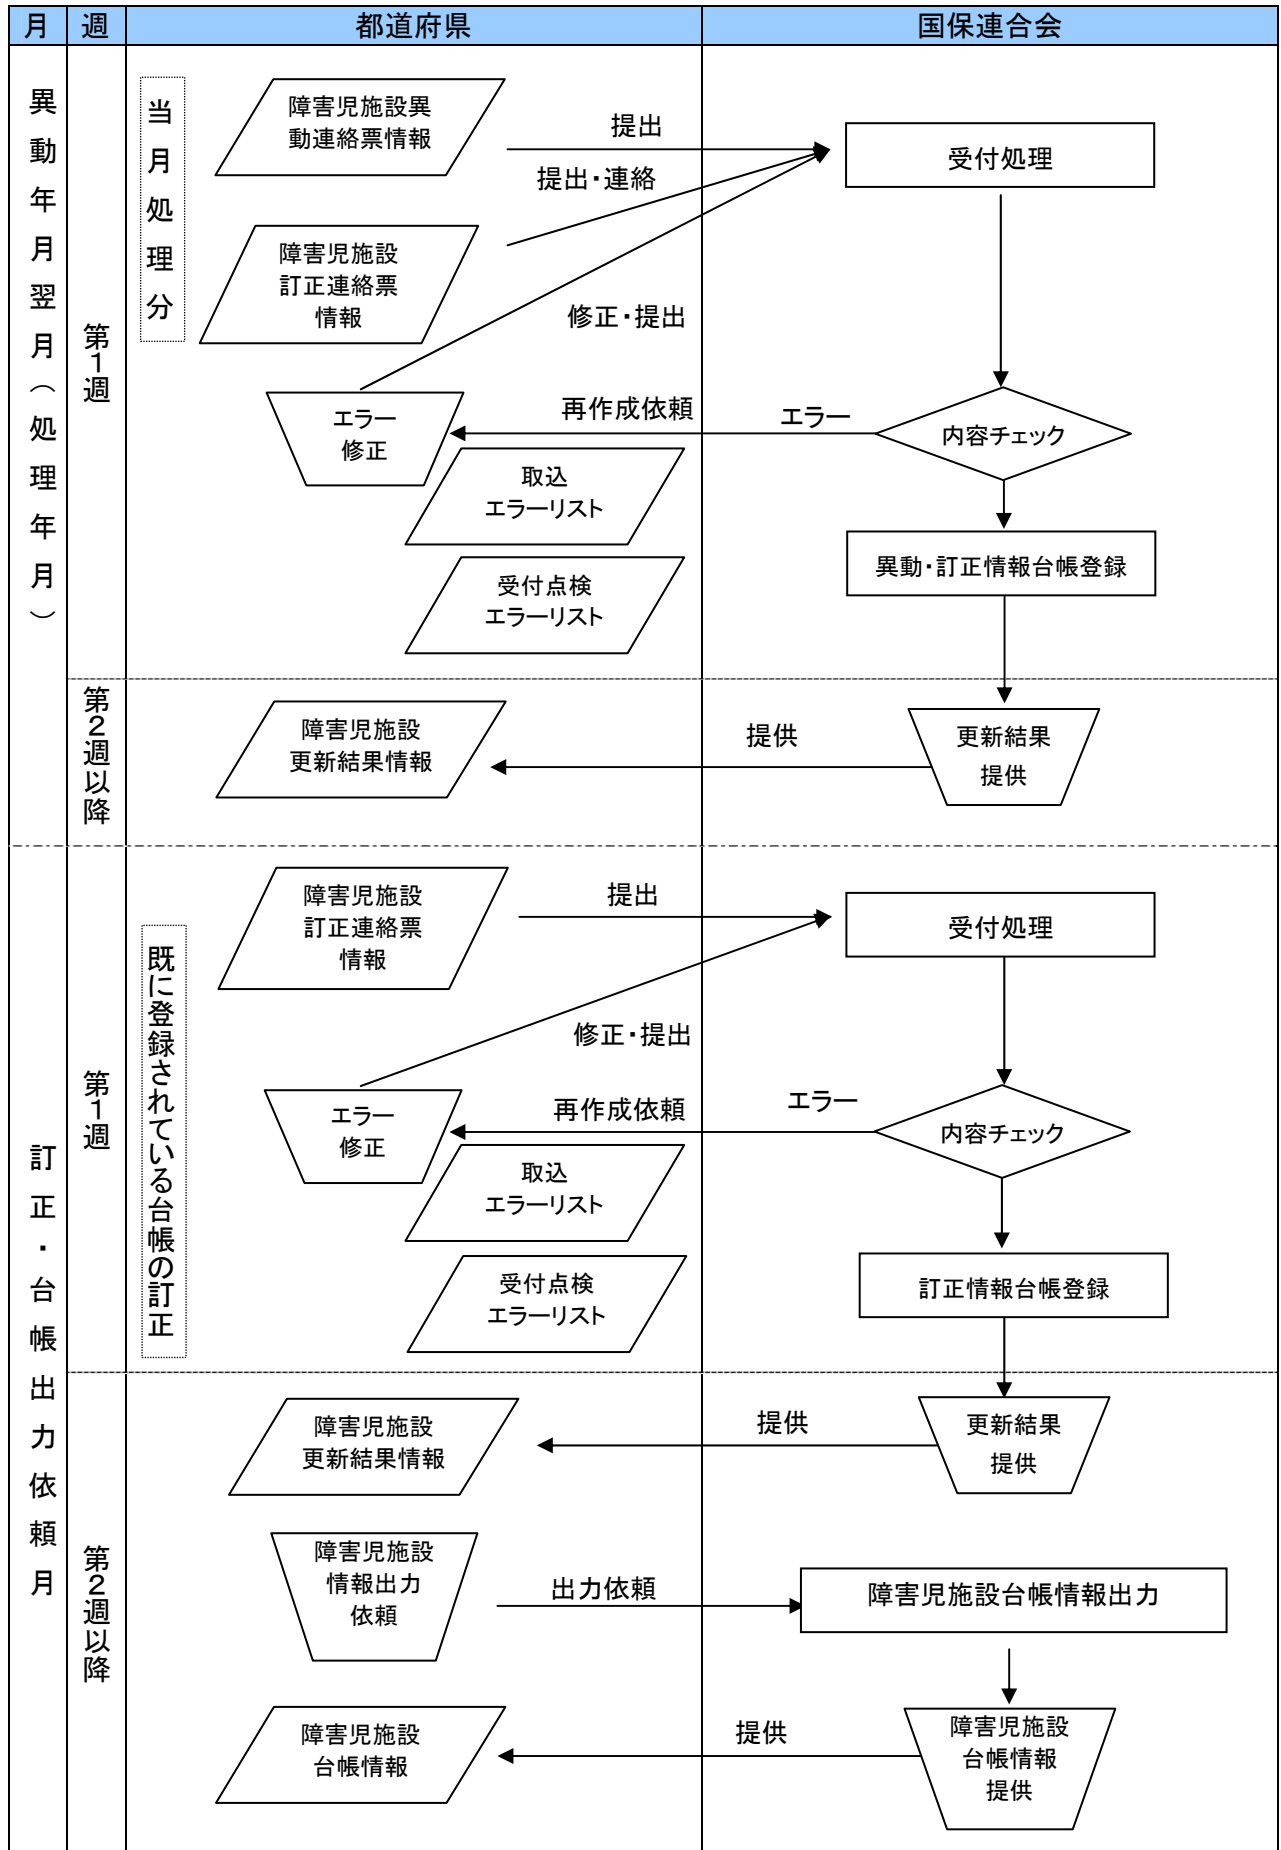 月
週
都道府県
国保連合会
異動年月翌月（処理年月）
第1週
当月処理分
障害児施設異
動連絡票情報
提出
受付処理
提出・連絡
障害児施設
訂正連絡票
情報
修正・提出
エラー
修正
再作成依頼
エラー
内容チェック
取込
エラーリスト
異動・訂正情報台帳登録
受付点検
エラーリスト
第2週以降
障害児施設
更新結果情報
提供
更新結果
提供
訂正・台帳出力依頼月
第1週
既に登録されている台帳の訂正
障害児施設
訂正連絡票
情報
提出
受付処理
修正・提出
エラー
修正
再作成依頼
エラー
内容チェック
取込
エラーリスト
訂正情報台帳登録
受付点検
エラーリスト
第2週以降
障害児施設
更新結果情報
提供
更新結果
提供
障害児施設
情報出力
依頼
出力依頼
障害児施設台帳情報出力
障害児施設
台帳情報
提供
障害児施設
台帳情報
提供